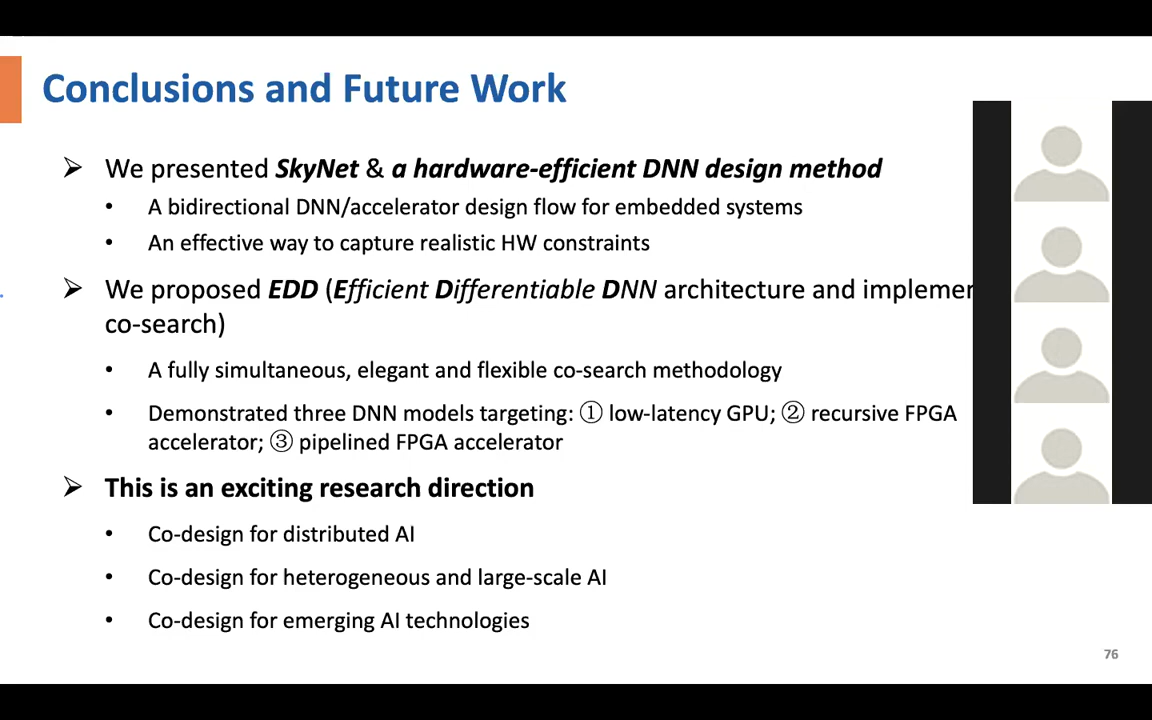 Conclusions and Future Work
➢ We presented SkyNet & a hardware-efficient DNN design method
• A bidirectional DNN/accelerator design flow for embedded systems
• An effective way to capture realistic HW constraints
➢ We proposed EDD (Efficient Differentiable DNN architecture and
co-search)
• A fully simultaneous, elegant and flexible co-search methodology
• Demonstrated three DNN models targeting: ① low-latency GPU; ② recursive FPGA
accelerator; ③ pipelined FPGA accelerator
➢ This is an exciting research direction
• Co-design for distributed AI
• Co-design for heterogeneous and large-scale AI
• Co-design for emerging AI technologies
76